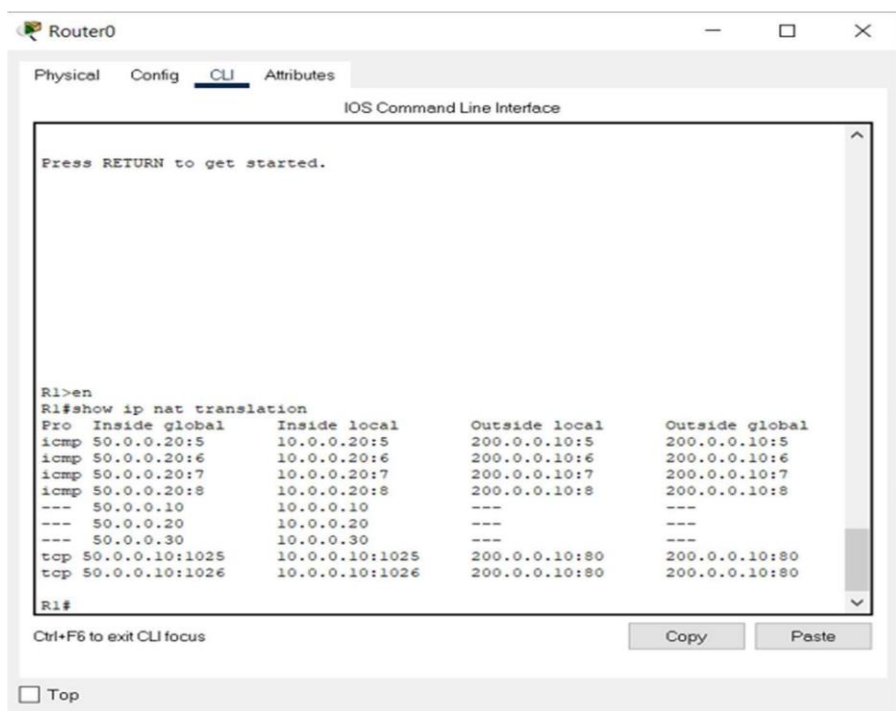 Router0
Physical Config CLI Attributes
IOS Command Line Interface
Press RETURN to get started.
R1>en
R1#show ip nat translation
Pro  Inside global     Inside local       Outside local      Outside global
icmp 50.0.0.20:5       10.0.0.20:5        200.0.0.10:5       200.0.0.10:5
icmp 50.0.0.20:6       10.0.0.20:6        200.0.0.10:6       200.0.0.10:6
icmp 50.0.0.20:7       10.0.0.20:7        200.0.0.10:7       200.0.0.10:7
icmp 50.0.0.20:8       10.0.0.20:8        200.0.0.10:8       200.0.0.10:8
---  50.0.0.10         10.0.0.10          ---                ---
---  50.0.0.20         10.0.0.20          ---                ---
---  50.0.0.30         10.0.0.30          ---                ---
tcp 50.0.0.10:1025     10.0.0.10:1025     200.0.0.10:80      200.0.0.10:80
tcp 50.0.0.10:1026     10.0.0.10:1026     200.0.0.10:80      200.0.0.10:80
R1#
Ctrl+F6 to exit CLI focus Copy Paste
Top